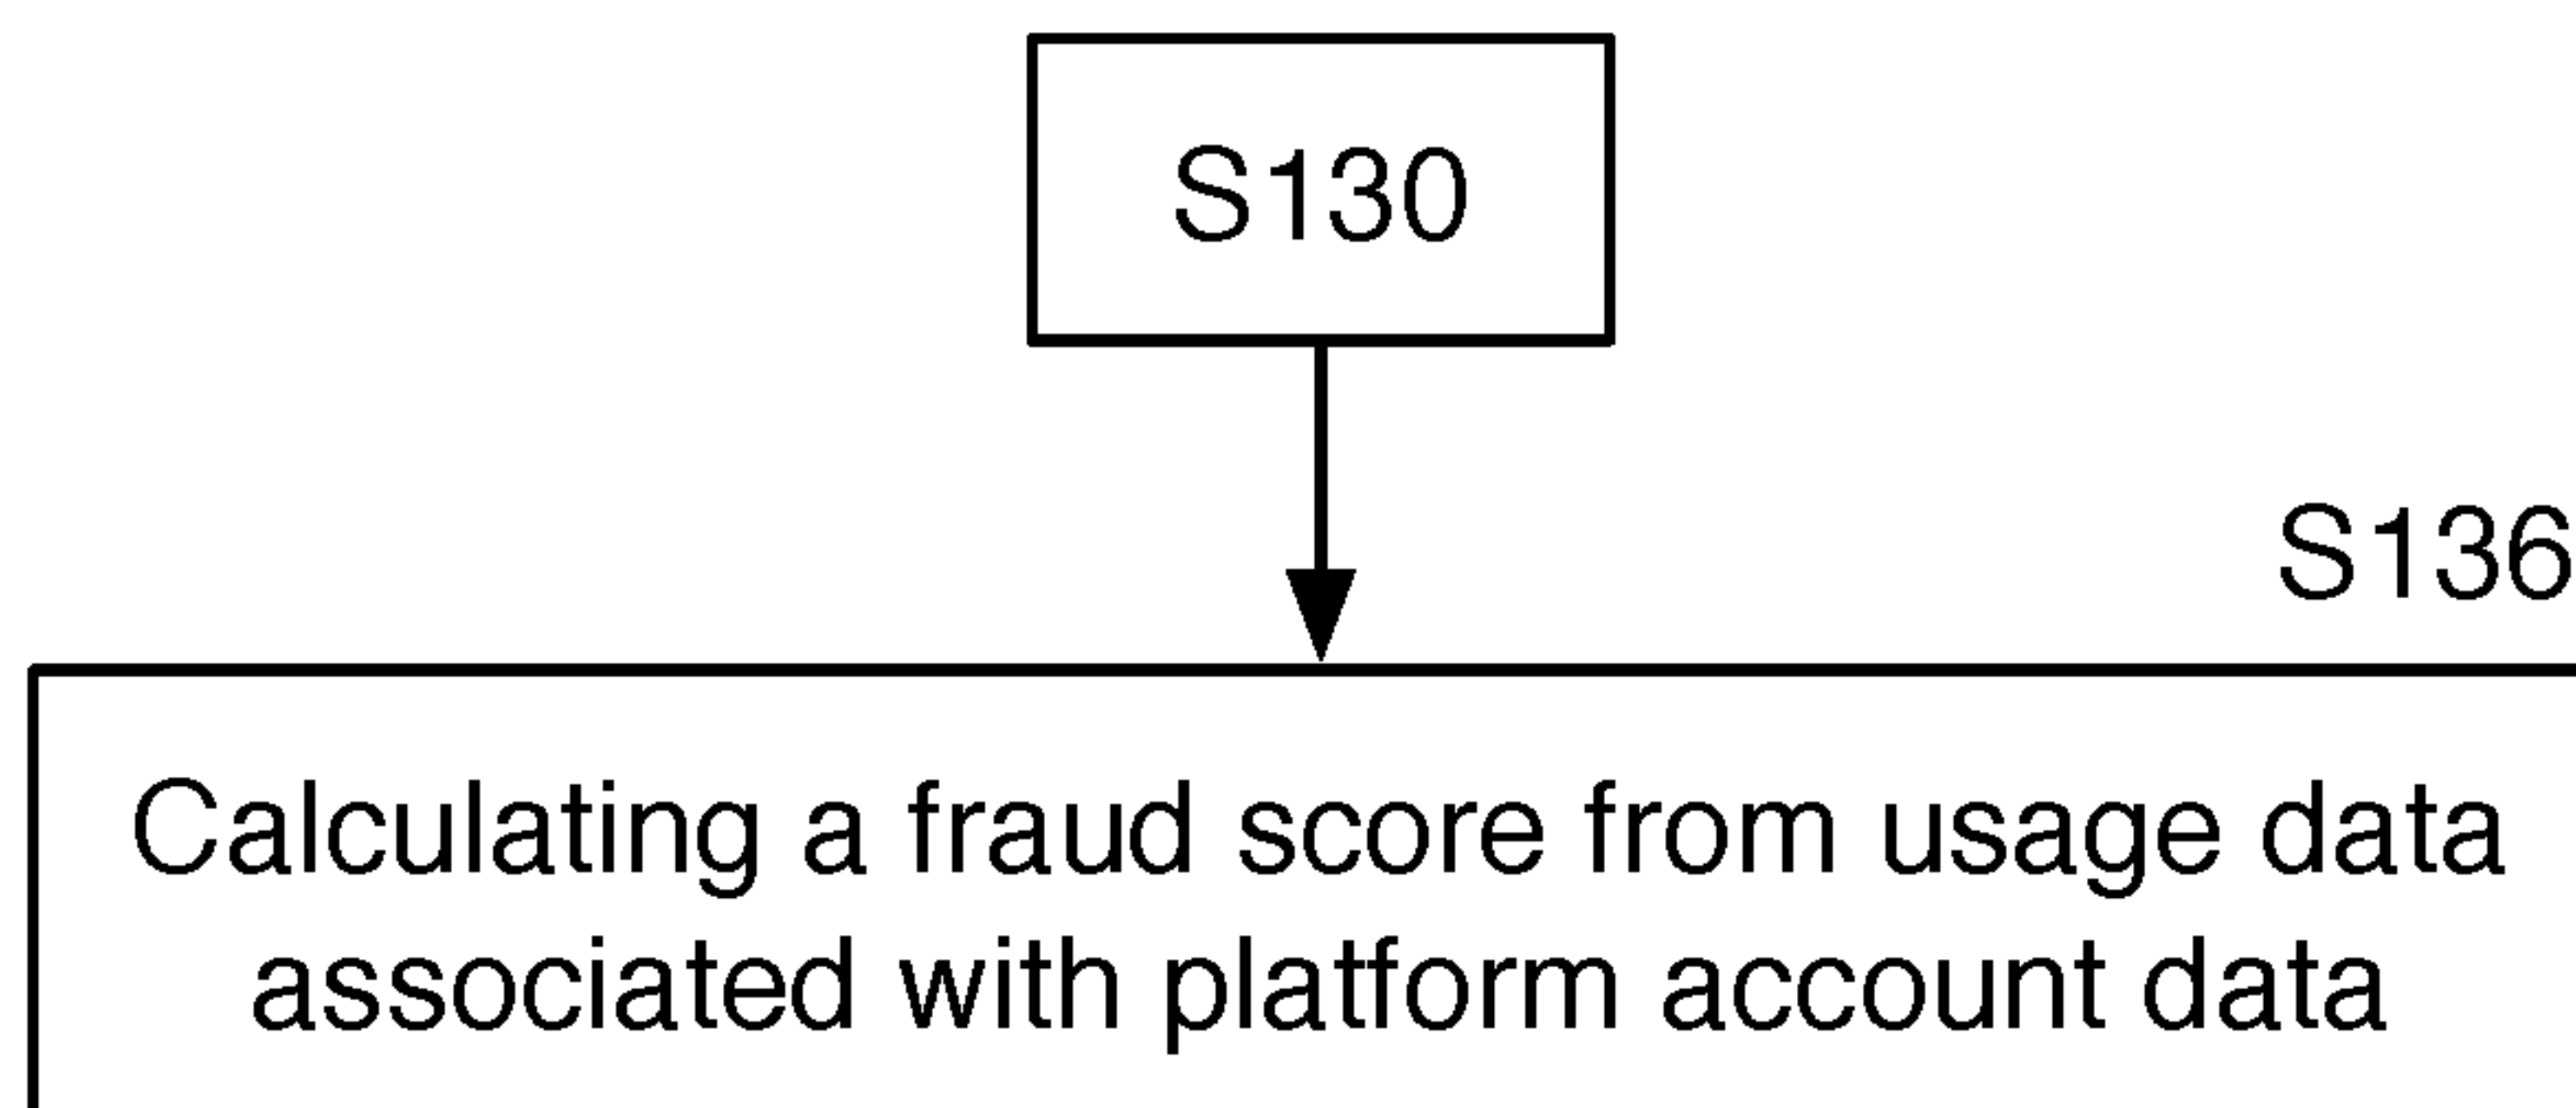 S130
S136
Calculating a fraud score from usage data
associated with platform account data